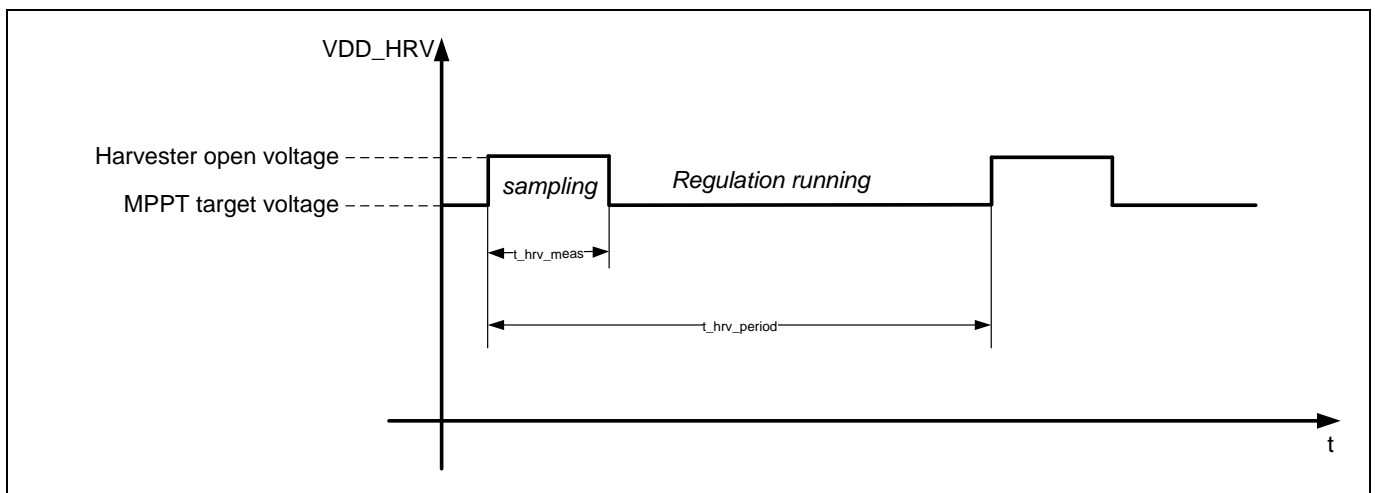 VDD_HRV
Harvester open voltage
sampling
Regulation running
MPPT target voltage
t_hrv_meas
t_hrv_period
t